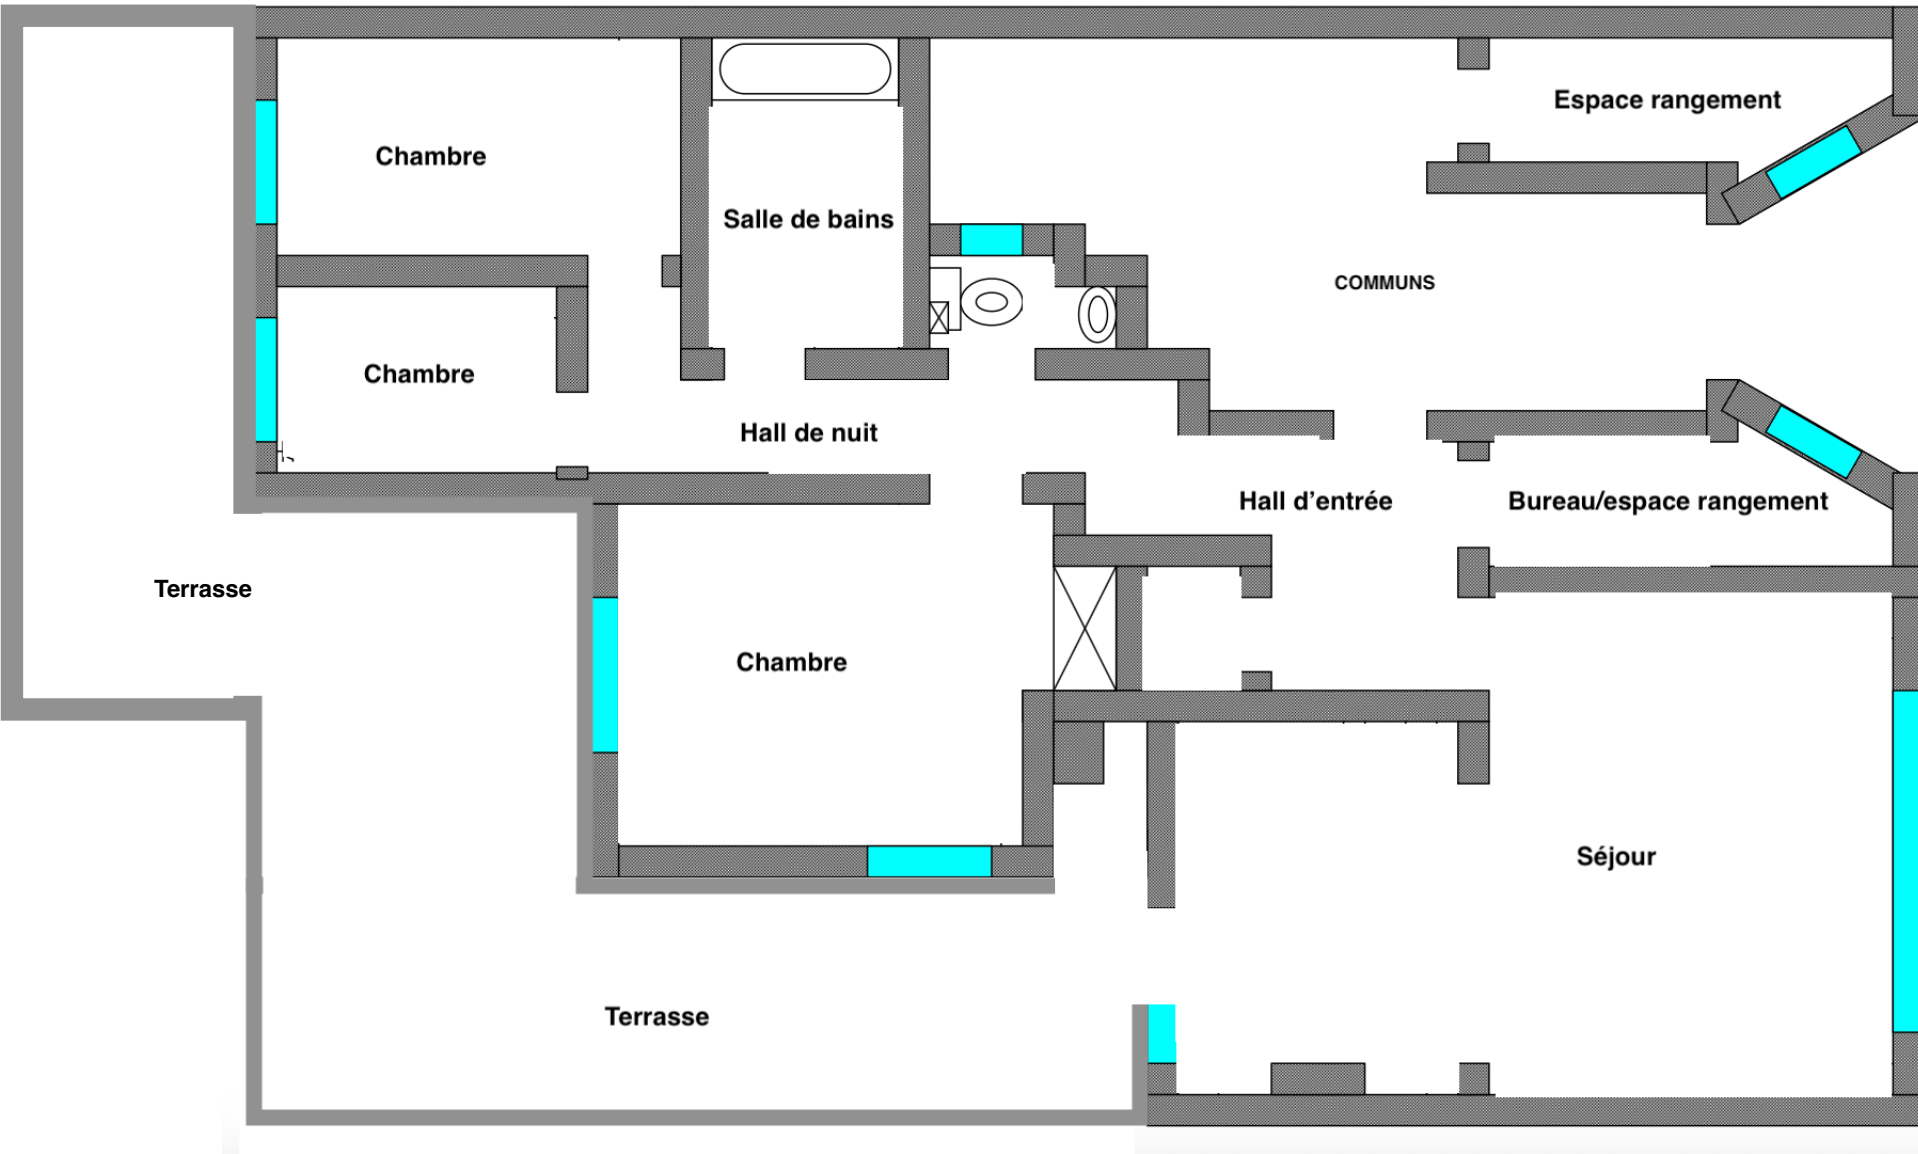 Espace rangement
Chambre
Salle de bains
COMMUNS
Chambre
Hall de nuit
Hall d’entrée
Bureau/espace rangement
Terrasse
Chambre
Séjour
Terrasse